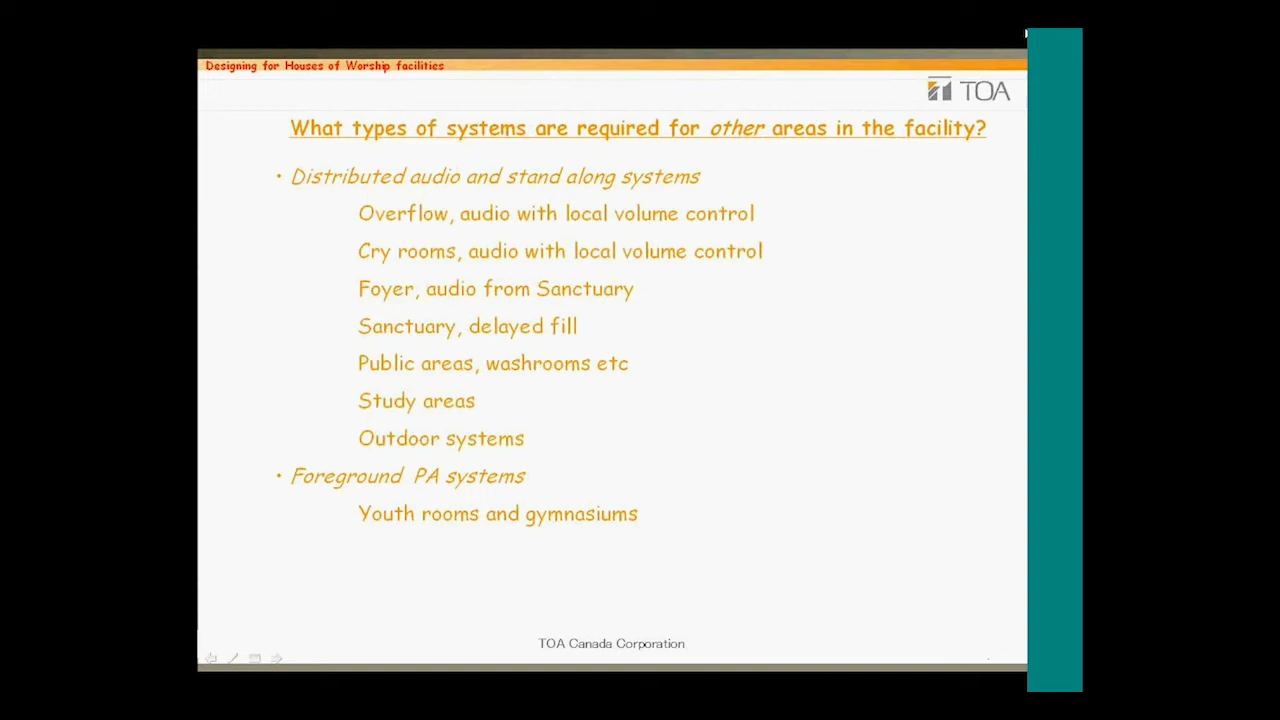 Designing for Houses of Worship facilities
TOA
What types of systems are required for other areas in the facility?
• Distributed audio and stand along systems
Overflow, audio with local volume control
Cry rooms, audio with local volume control
Foyer, audio from Sanctuary
Sanctuary, delayed fill
Public areas, washrooms etc
Study areas
Outdoor systems
• Foreground PA systems
Youth rooms and gymnasiums
TOA Canada Corporation